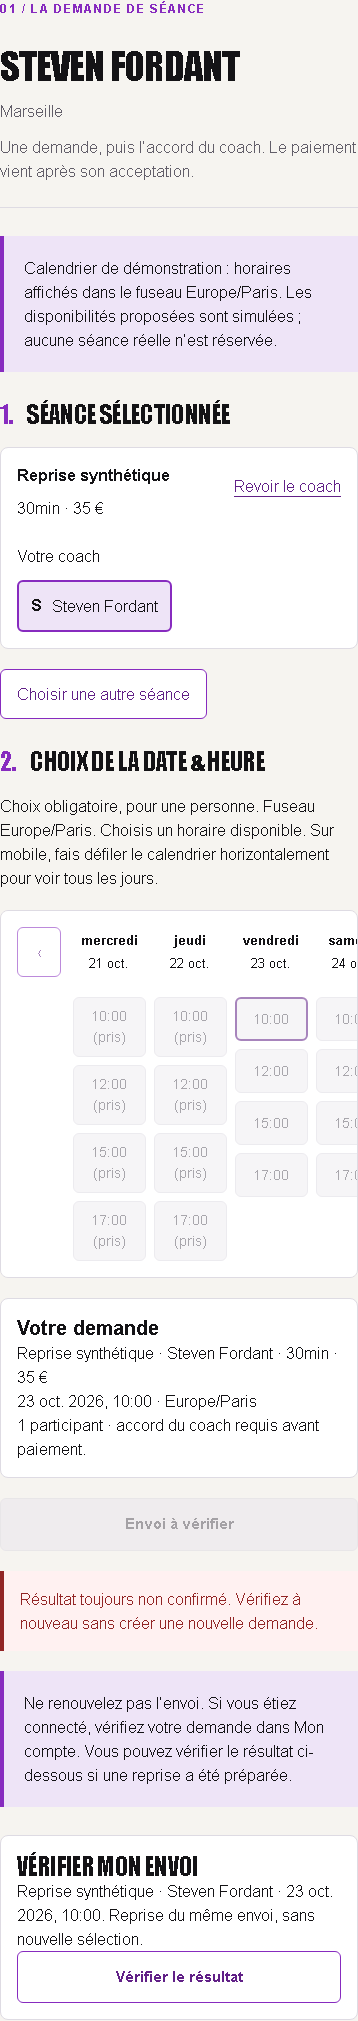 01 / LA DEMANDE DE SÉANCE
STEVEN FORDANT
Marseille
Une demande, puis l'accord du coach. Le paiement
vient après son acceptation.
Calendrier de démonstration : horaires
affichés dans le fuseau Europe/Paris. Les
disponibilités proposées sont simulées ;
aucune séance réelle n'est réservée.
1. SÉANCE SÉLECTIONNÉE
Reprise synthétique
Revoir le coach
30min · 35 €
Votre coach
S Steven Fordant
Choisir une autre séance
2. CHOIX DE LA DATE & HEURE
Choix obligatoire, pour une personne. Fuseau
Europe/Paris. Choisis un horaire disponible. Sur
mobile, fais défiler le calendrier horizontalement
pour voir tous les jours.
‹ mercredi jeudi vendredi same
21 oct. 22 oct. 23 oct. 24 o
10:00 10:00 10:00 10:0
(pris) (pris)
12:00 12:00 12:00 12:0
(pris) (pris)
15:00 15:00 15:00 15:0
(pris) (pris)
17:00 17:00 17:00 17:0
(pris) (pris)
Votre demande
Reprise synthétique · Steven Fordant · 30min ·
35 €
23 oct. 2026, 10:00 · Europe/Paris
1 participant · accord du coach requis avant
paiement.
Envoi à vérifier
Résultat toujours non confirmé. Vérifiez à
nouveau sans créer une nouvelle demande.
Ne renouvelez pas l'envoi. Si vous étiez
connecté, vérifiez votre demande dans Mon
compte. Vous pouvez vérifier le résultat ci-
dessous si une reprise a été préparée.
VÉRIFIER MON ENVOI
Reprise synthétique · Steven Fordant · 23 oct.
2026, 10:00. Reprise du même envoi, sans
nouvelle sélection.
Vérifier le résultat